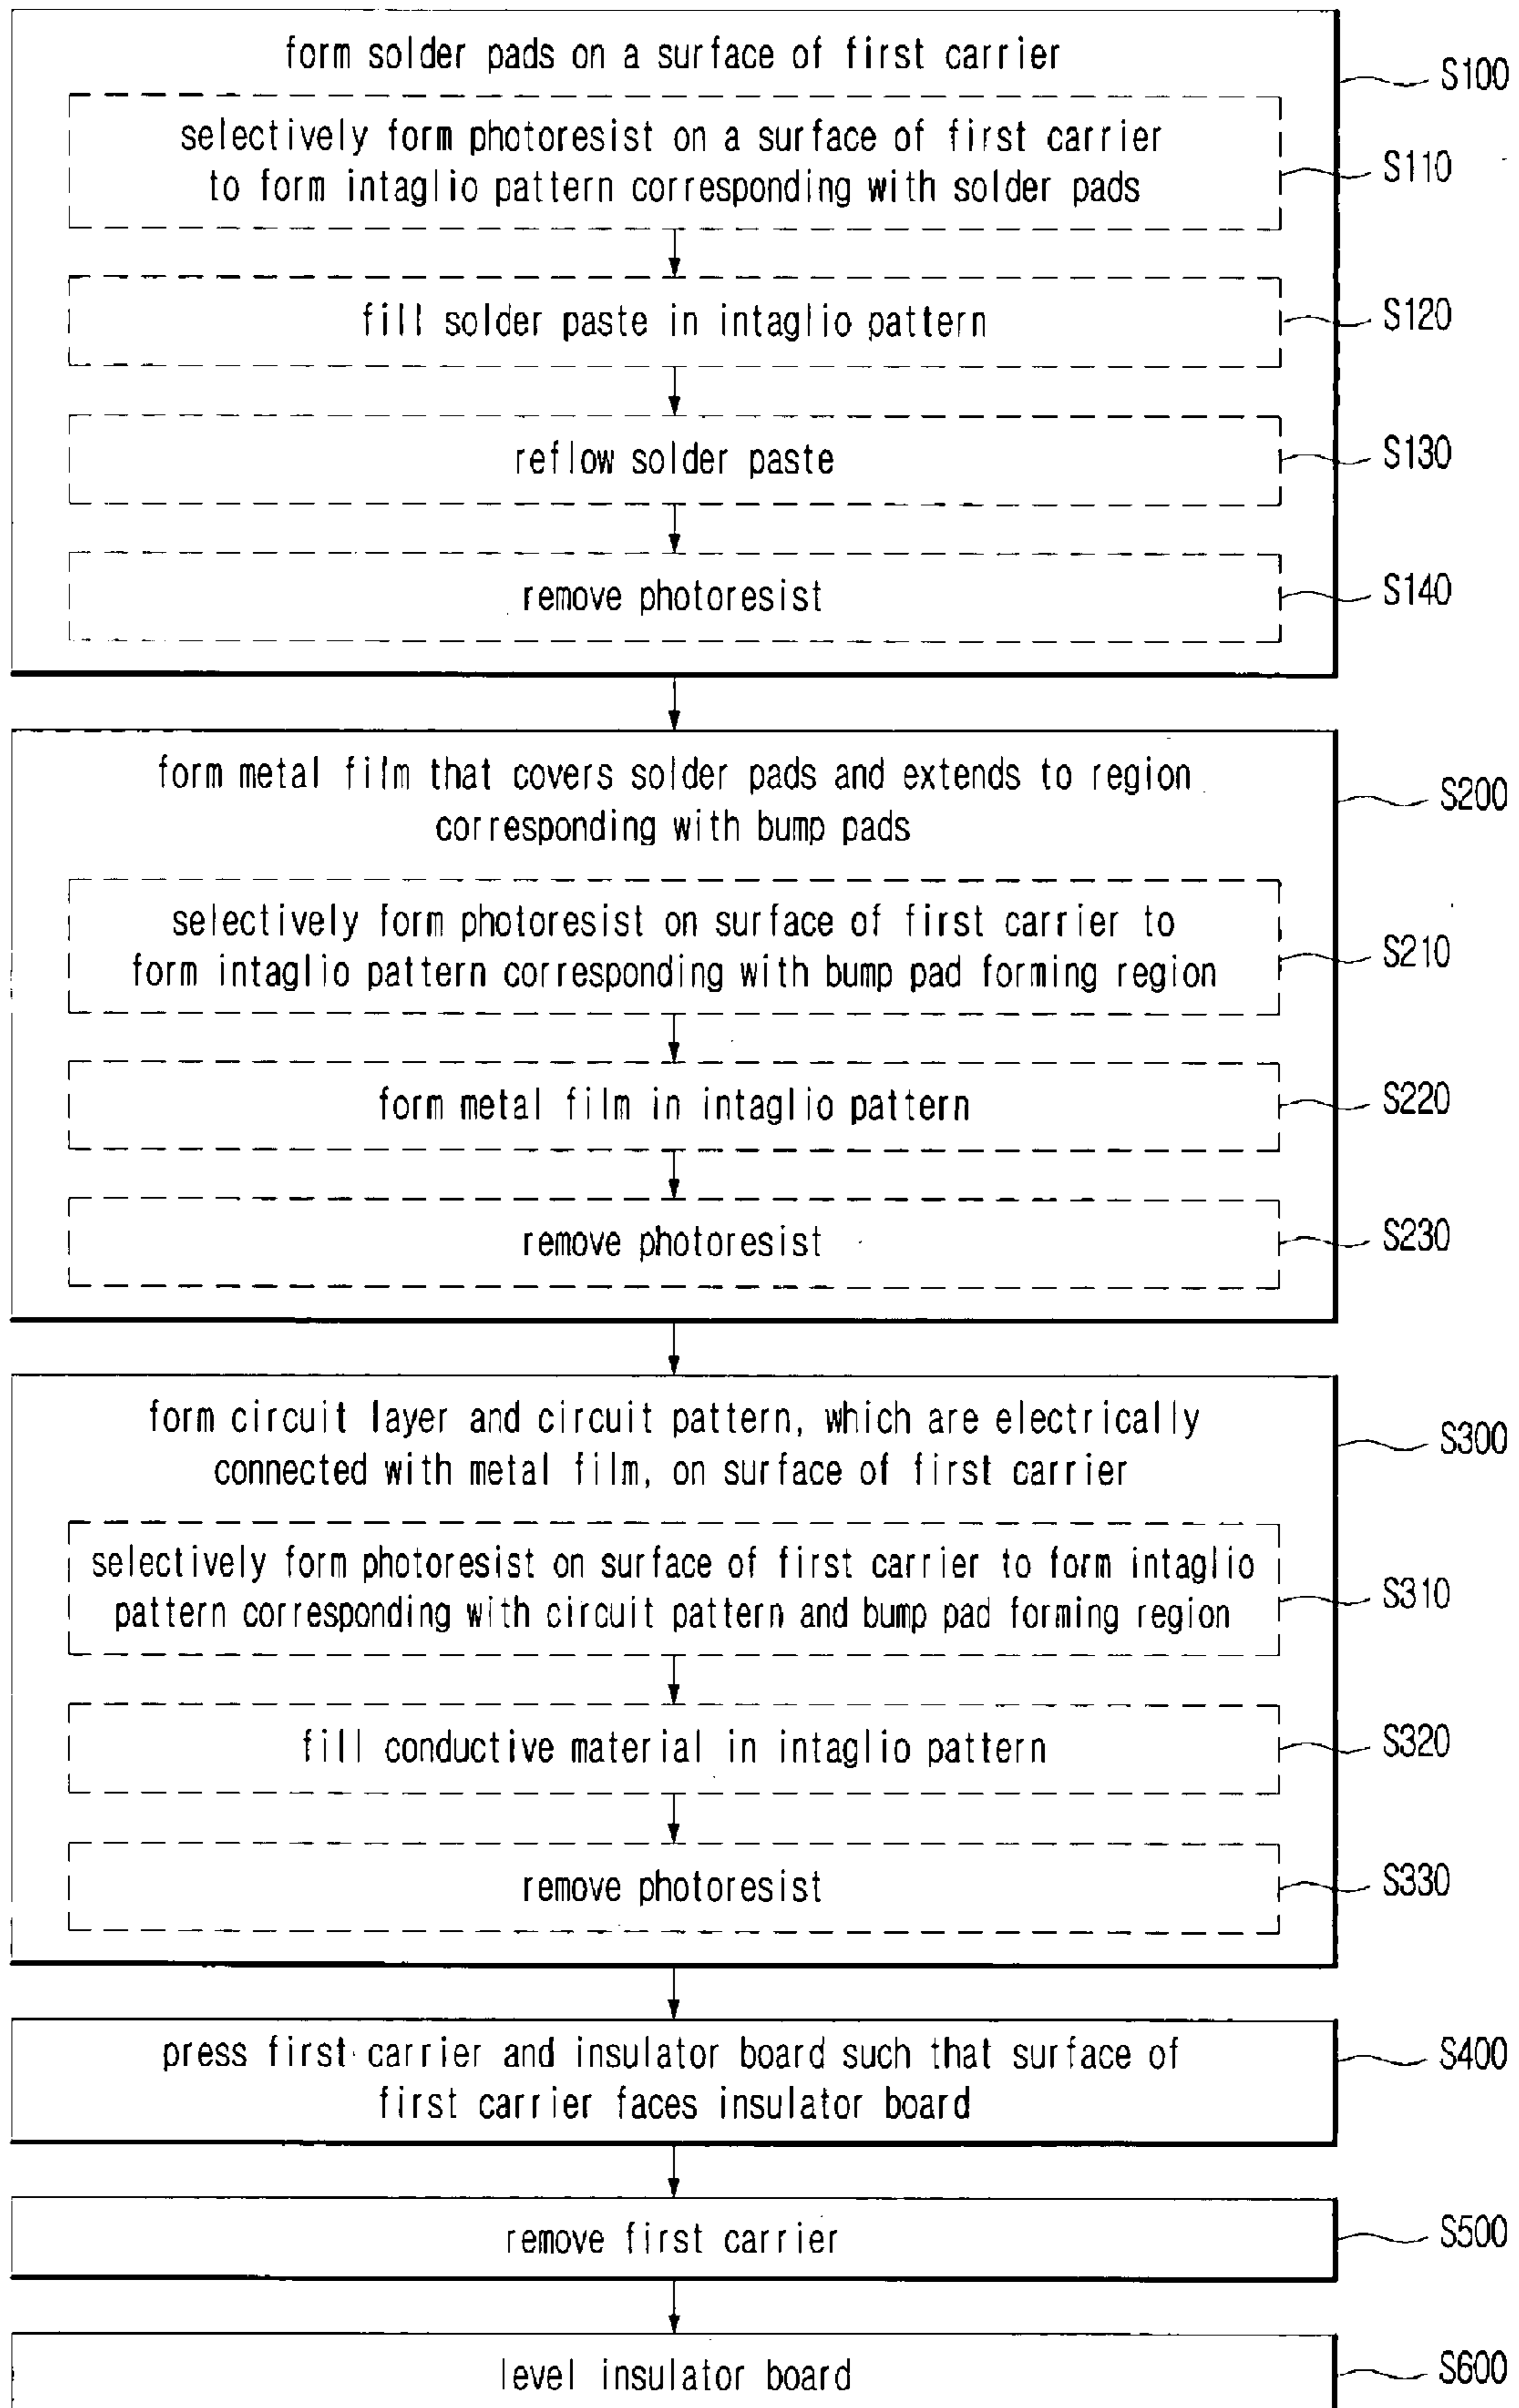 form solder pads on a surface of first carrier
S100
selectively form photoresist on a surface of first carrier
to form intaglio pattern corresponding with solder pads
S110
fill solder paste in intaglio pattern
S120
reflow solder paste
S130
remove photoresist
S140
form metal film that covers solder pads and extends to region
corresponding with bump pads
S200
selectively form photoresist on surface of first carrier to
form intaglio pattern corresponding with bump pad forming region
S210
form metal film in intaglio pattern
S220
remove photoresist
S230
form circuit layer and circuit pattern, which are electrically
connected with metal film, on surface of first carrier
S300
selectively form photoresist on surface of first carrier to form intaglio
pattern corresponding with circuit pattern and bump pad forming region
S310
fill conductive material in intaglio pattern
S320
remove photoresist
S330
press first carrier and insulator board such that surface of
first carrier faces insulator board
S400
remove first carrier
S500
level insulator board
S600